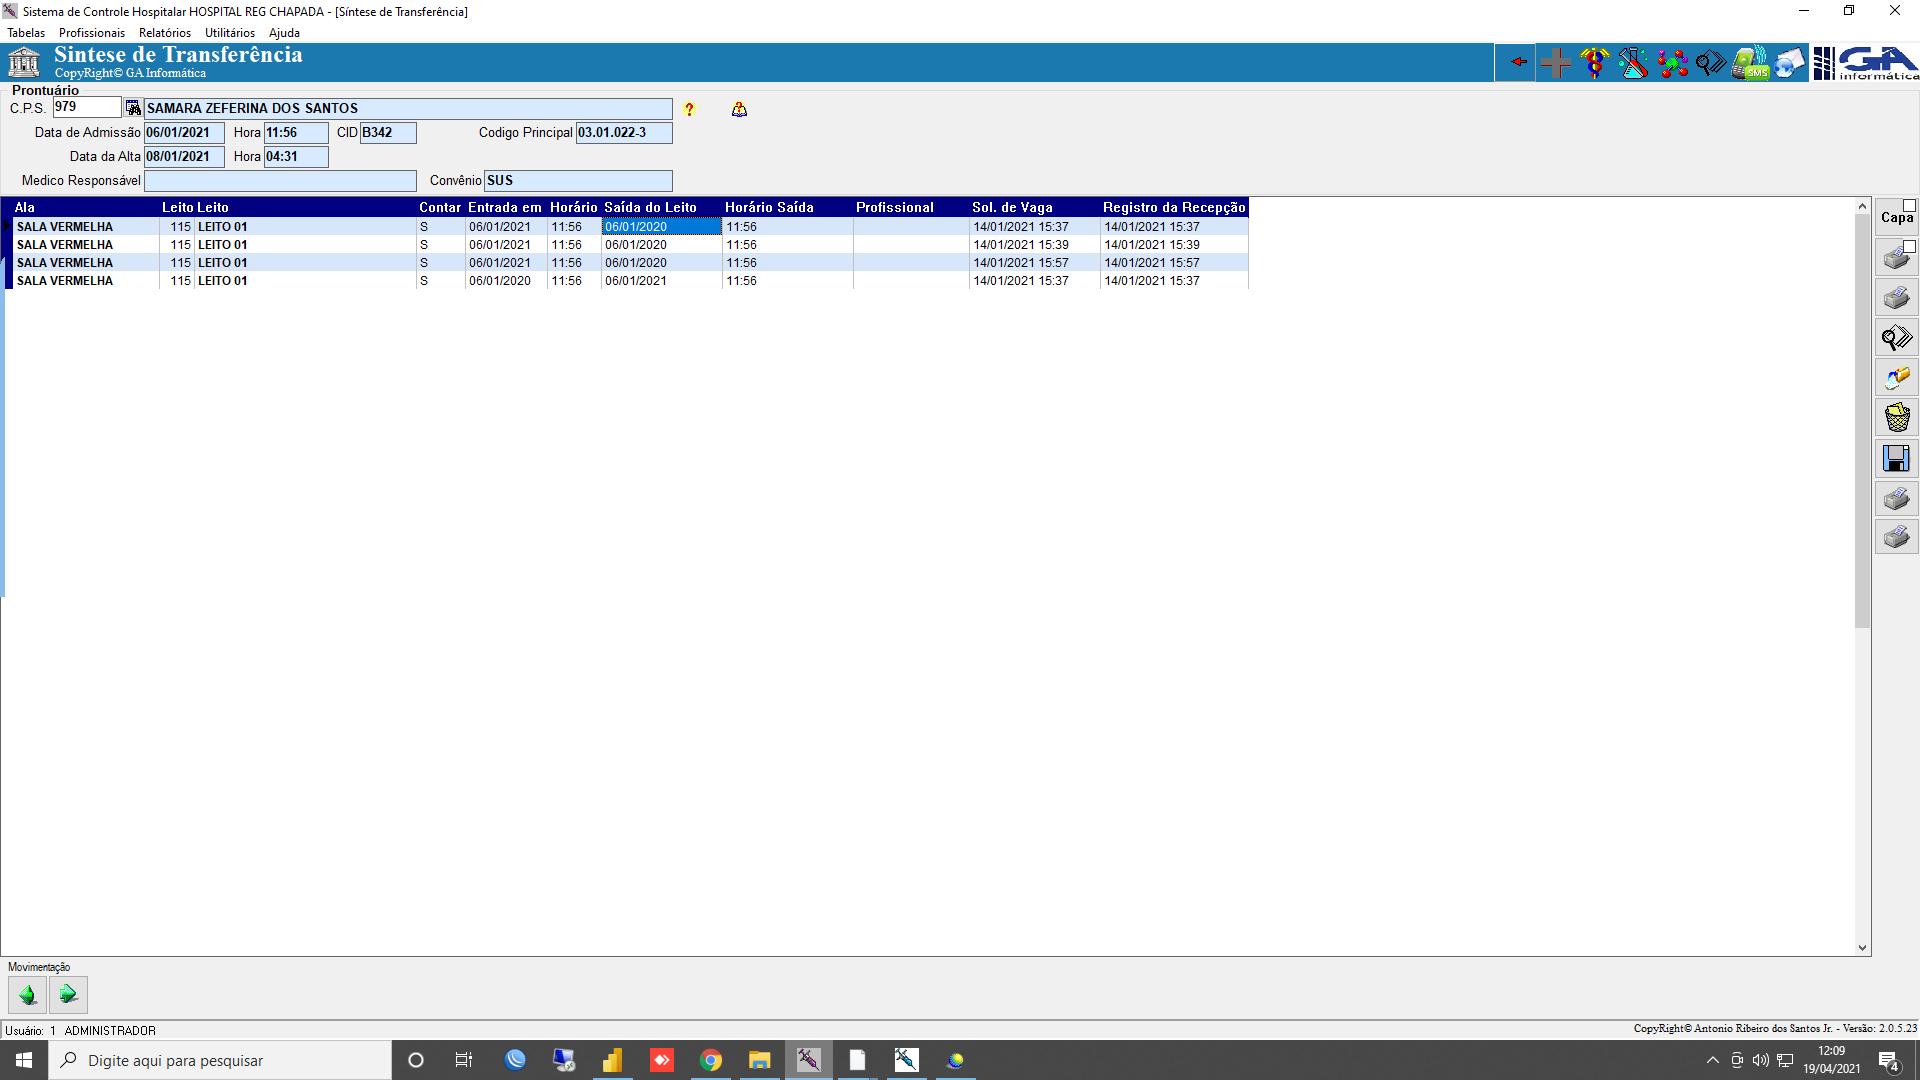 Sistema de Controle Hospitalar HOSPITAL REG CHAPADA - [Síntese de Transferência]
Tabelas Profissionais Relatórios Utilitários Ajuda
Sintese de Transferência
CopyRight© GA Informática
SMS
GA
informática
Prontuário
C.P.S. 979 SAMARA ZEFERINA DOS SANTOS ?
Data de Admissão 06/01/2021 Hora 11:56 CID B342 Codigo Principal 03.01.022-3
Data da Alta 08/01/2021 Hora 04:31
Medico Responsável Convênio SUS
Ala Leito Leito Contar Entrada em Horário Saída do Leito Horário Saída Profissional Sol. de Vaga Registro da Recepção
SALA VERMELHA 115 LEITO 01 S 06/01/2021 11:56 06/01/2020 11:56 14/01/2021 15:37 14/01/2021 15:37
SALA VERMELHA 115 LEITO 01 S 06/01/2021 11:56 06/01/2020 11:56 14/01/2021 15:39 14/01/2021 15:39
SALA VERMELHA 115 LEITO 01 S 06/01/2021 11:56 06/01/2020 11:56 14/01/2021 15:57 14/01/2021 15:57
SALA VERMELHA 115 LEITO 01 S 06/01/2020 11:56 06/01/2021 11:56 14/01/2021 15:37 14/01/2021 15:37
Capa
Movimentação
Usuário: 1 ADMINISTRADOR
CopyRight© Antonio Ribeiro dos Santos Jr. - Versão: 2.0.5.23
Digite aqui para pesquisar
12:09
19/04/2021
4